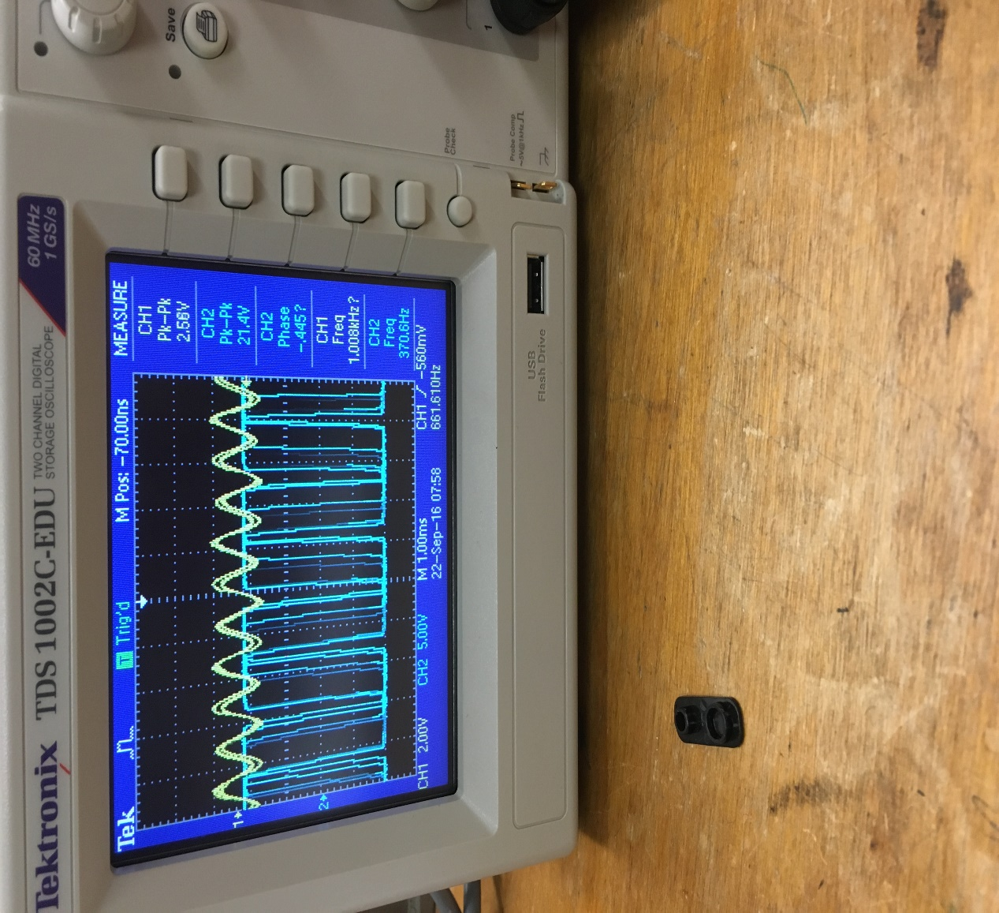 Tektronix TDS 1002C-EDU TWO CHANNEL DIGITAL
STORAGE OSCILLOSCOPE
60 MHz
1 GS/s
Save
1
Tek T Trig'd M Pos: -70.00ns MEASURE
CH1
Pk-Pk
2.56V
CH2
Pk-Pk
21.4V
CH2
Phase
-.445?
CH1
Freq
1.008kHz?
CH2
Freq
370.6Hz
1
2
CH1 2.00V CH2 5.00V M 1.00ms CH1 / -560mV
22-Sep-16 07:58 661.610Hz
Probe
Check
Probe Comp
~5V@1kHz
USB
Flash Drive